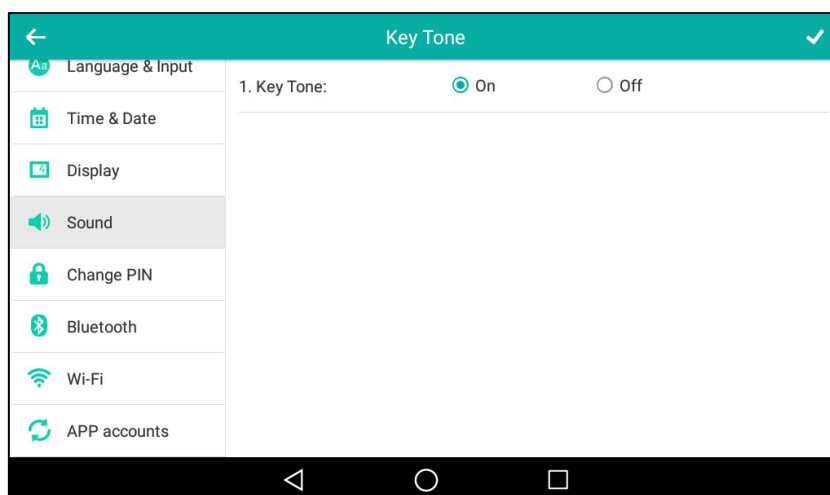 Key Tone
Aa Language & Input
1. Key Tone: On Off
Time & Date
Display
Sound
Change PIN
Bluetooth
Wi-Fi
APP accounts